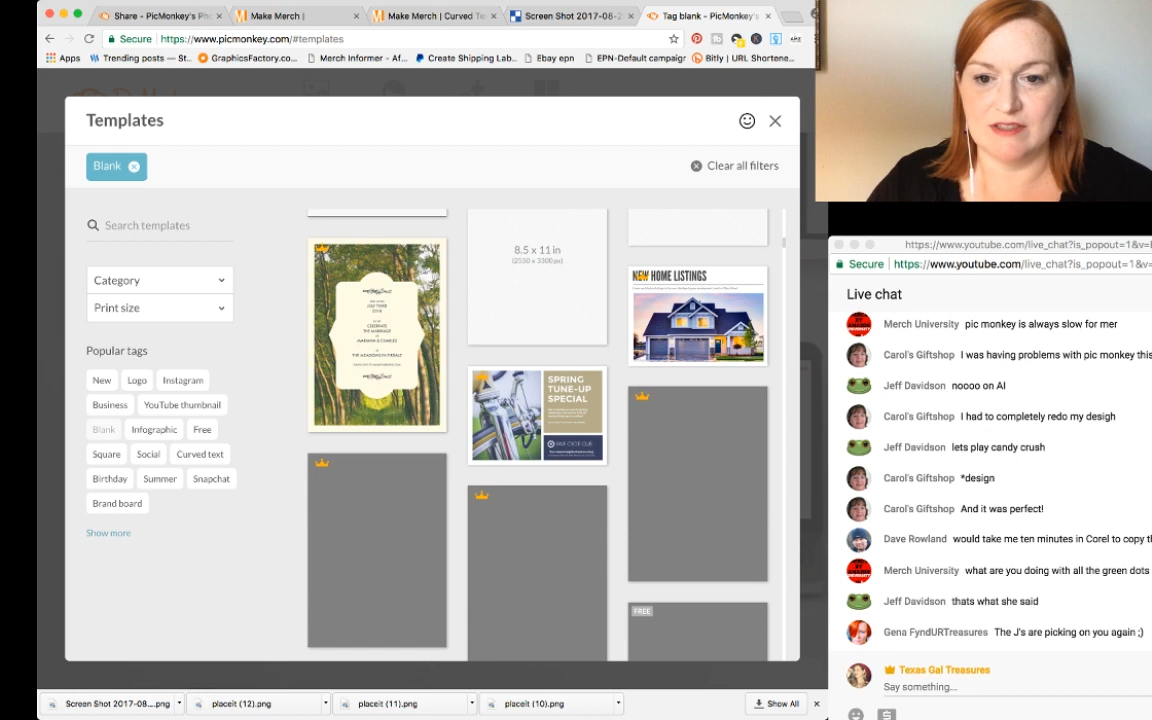 Share - PicMonkey's Ph
Make Merch |
Make Merch | Curved Te
Screen Shot 2017-08-2
Tag blank - PicMonkey's
Secure
https://www.picmonkey.com/#templates
Apps
Trending posts — St...
GraphicsFactory.co...
Merch Informer - Af...
Create Shipping Lab...
Ebay epn
EPN-Default campaign
Bitly | URL Shortene...
Templates
Blank
Clear all filters
Search templates
Category
Print size
Popular tags
New
Logo
Instagram
Business
YouTube thumbnail
Blank
Infographic
Free
Square
Social
Curved text
Birthday
Summer
Snapchat
Brand board
Show more
CELEBRATE
THE MARRIAGE
8.5 x 11 in
(2550 x 3300 px)
NEW HOME LISTINGS
SPRING
TUNE-UP
SPECIAL
FREE
https://www.youtube.com/live_chat?is_popout=1&v=
Secure
https://www.youtube.com/live_chat?is_popout=1&v=
Live chat
Merch University pic monkey is always slow for mer
Carol's Giftshop I was having problems with pic monkey this
Jeff Davidson noooo on AI
Carol's Giftshop I had to completely redo my desigh
Jeff Davidson lets play candy crush
Carol's Giftshop *design
Carol's Giftshop And it was perfect!
Dave Rowland would take me ten minutes in Corel to copy th
Merch University what are you doing with all the green dots
Jeff Davidson thats what she said
Gena FyndURTreasures The J's are picking on you again ;)
Texas Gal Treasures
Say something...
Screen Shot 2017-08....png
placeit (12).png
placeit (11).png
placeit (10).png
Show All